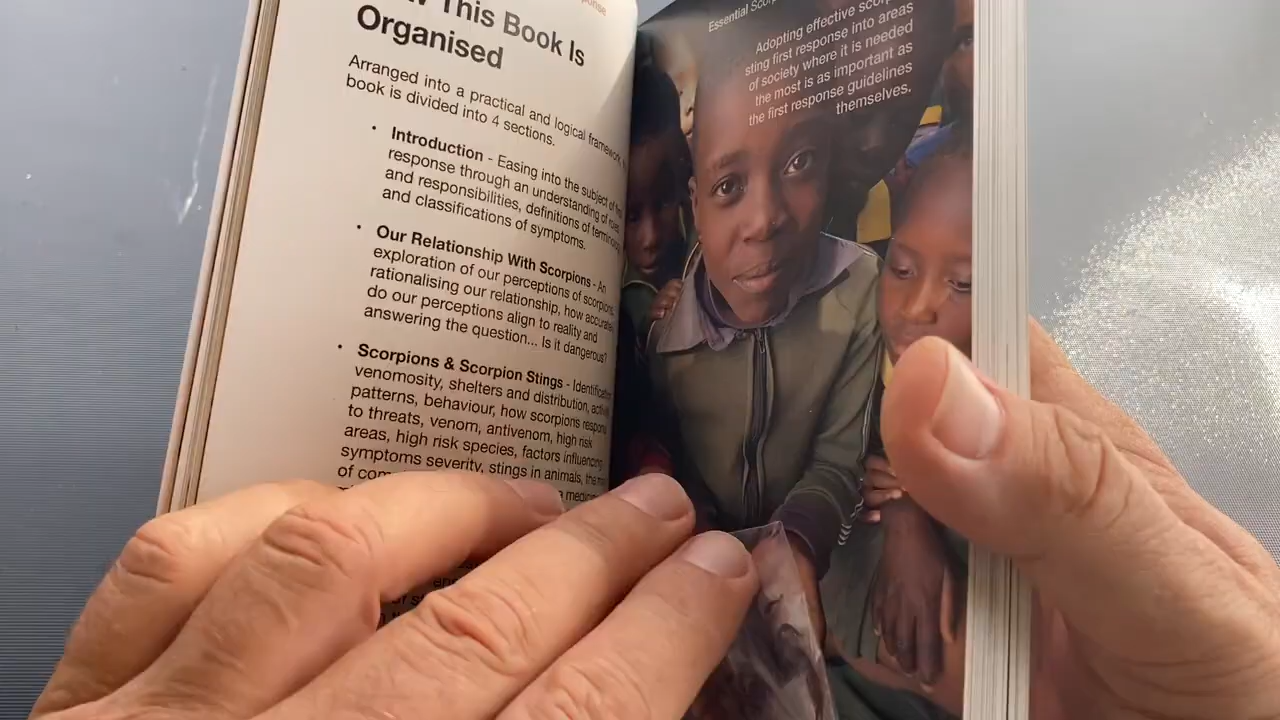 This Book Is
Organised
Arranged into a practical and logical framework,
book is divided into 4 sections.
• Introduction - Easing into the subject of
response through an understanding of
and responsibilities, definitions of
and classifications of symptoms.
• Our Relationship With Scorpions - An
exploration of our perceptions of scorpions,
rationalising our relationship, how
do our perceptions align to reality and
answering the question... Is it dangerous?
• Scorpions & Scorpion Stings -
venomosity, shelters and distribution,
patterns, behaviour, how scorpions respond
to threats, venom, antivenom, high risk
areas, high risk species, factors influencing
symptoms severity, stings in animals, the
of
Essential
Adopting effective
sting first response into areas
of society where it is needed
the most is as important as
the first response guidelines
themselves.